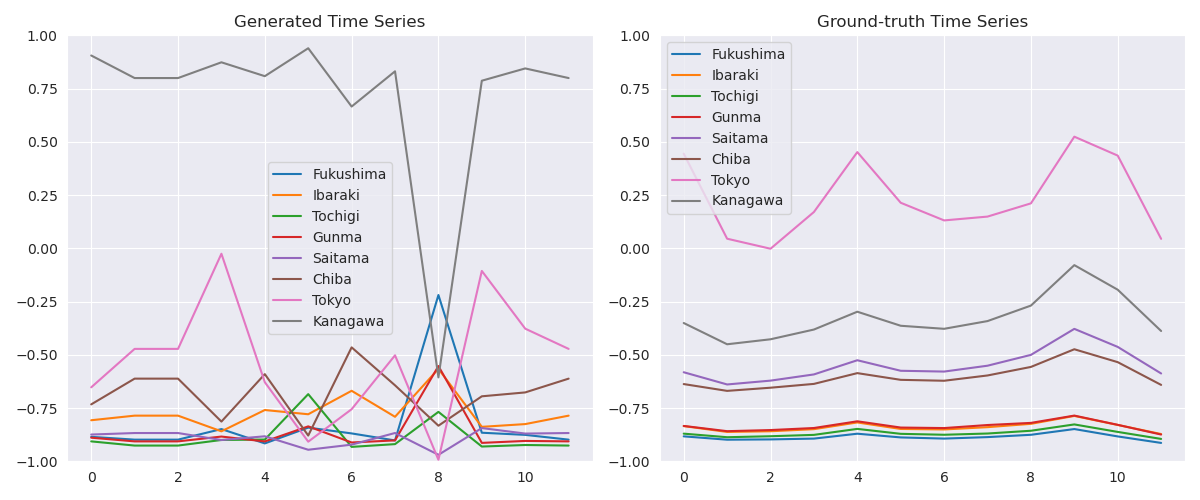 Generated Time Series
1.00
0.75
0.50
0.25
0.00
−0.25
−0.50
−0.75
−1.00
0 2 4 6 8 10
Fukushima
Ibaraki
Tochigi
Gunma
Saitama
Chiba
Tokyo
Kanagawa
Ground-truth Time Series
1.00
0.75
0.50
0.25
0.00
−0.25
−0.50
−0.75
−1.00
0 2 4 6 8 10
Fukushima
Ibaraki
Tochigi
Gunma
Saitama
Chiba
Tokyo
Kanagawa